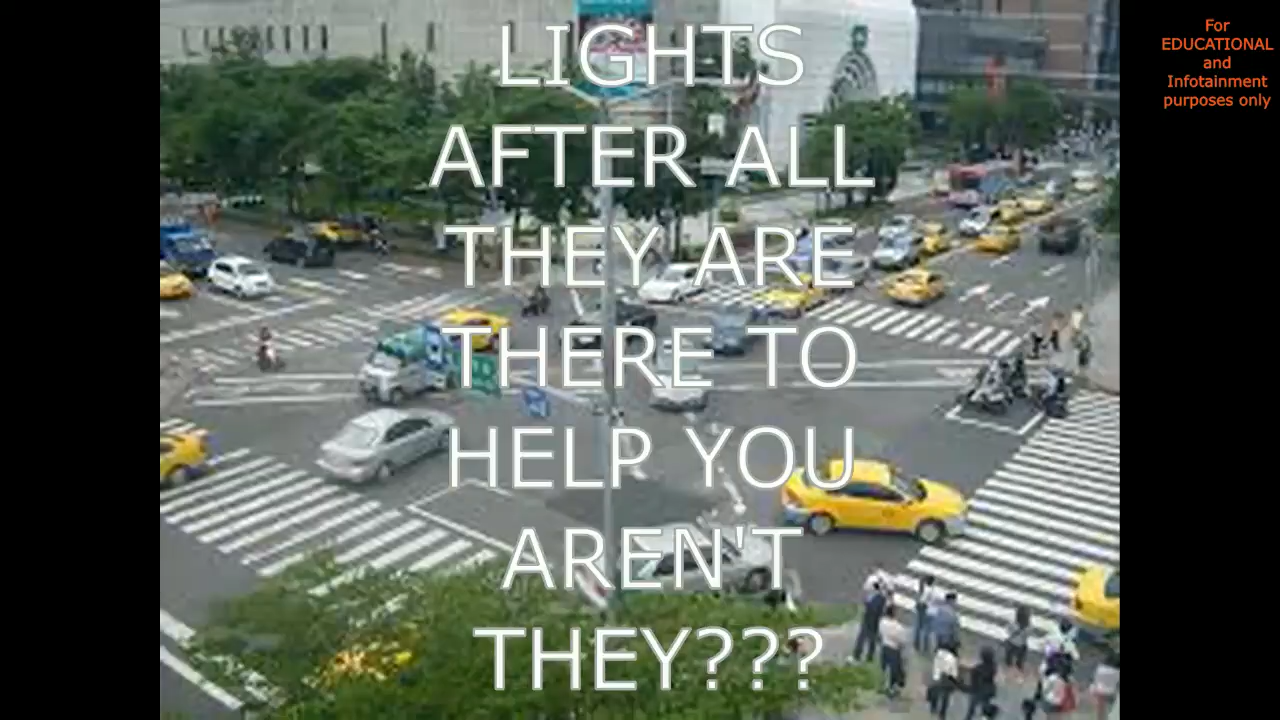 LIGHTS
AFTER ALL
THEY ARE
THERE TO
HELP YOU
AREN'T
THEY???
For
EDUCATIONAL
and
Infotainment
purposes only